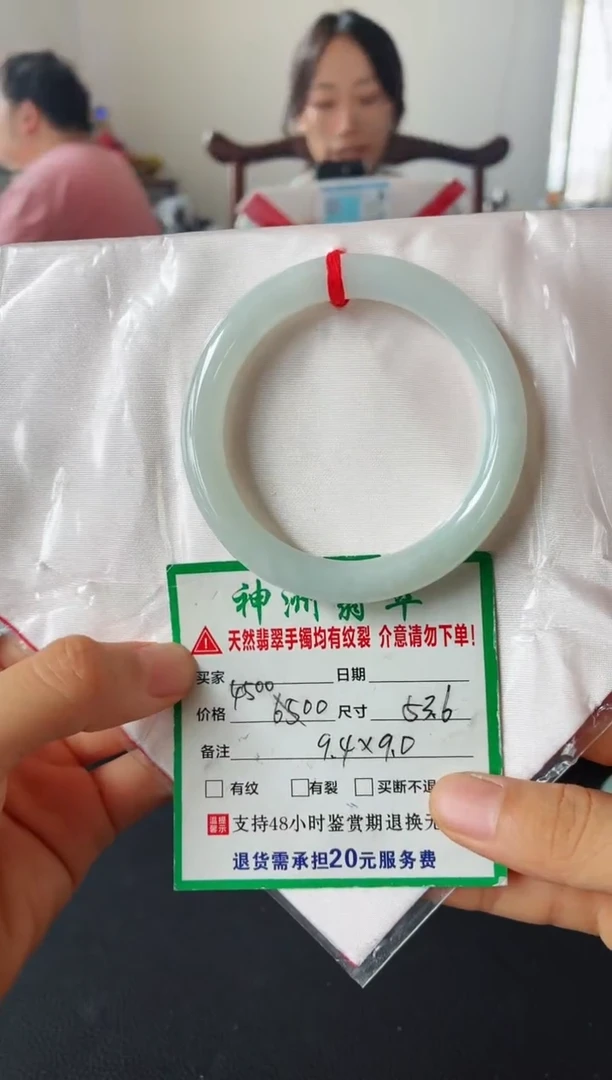 神洲翡翠
天然翡翠手镯均有纹裂 介意请勿下单!
买家 日期
4500
价格 6500 尺寸 53.6
备注 9.4×9.0
有纹 有裂 买断不退
温馨提示 支持48小时鉴赏期退换
退货需承担20元服务费